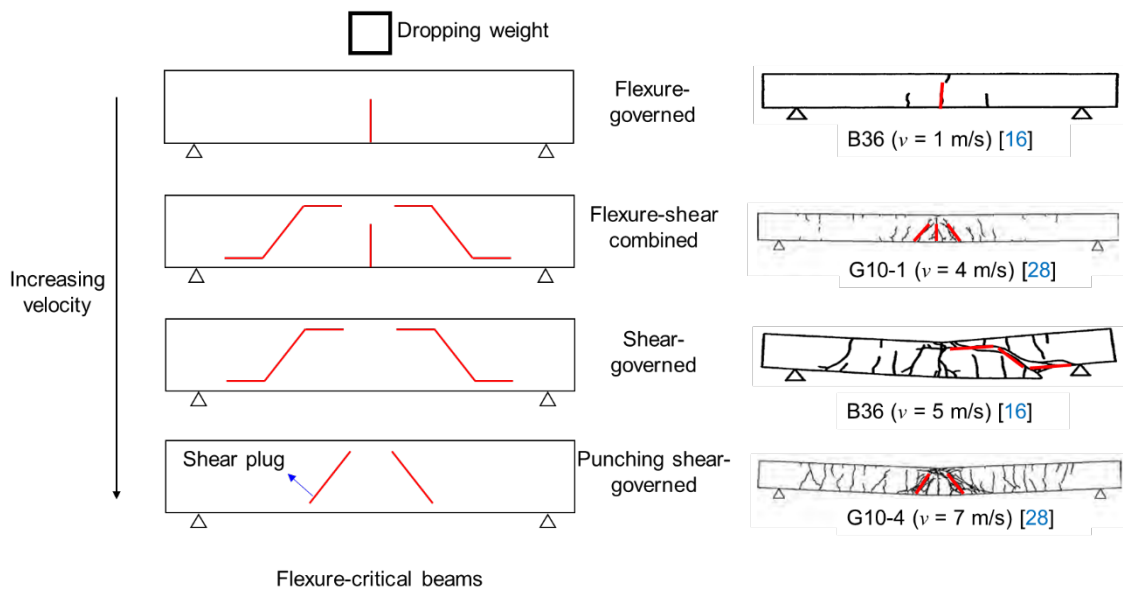 Dropping weight
Flexure-
governed
B36 (v = 1 m/s) [16]
Flexure-shear
combined
G10-1 (v = 4 m/s) [28]
Increasing
velocity
Shear-
governed
B36 (v = 5 m/s) [16]
Shear plug
Punching shear-
governed
G10-4 (v = 7 m/s) [28]
Flexure-critical beams